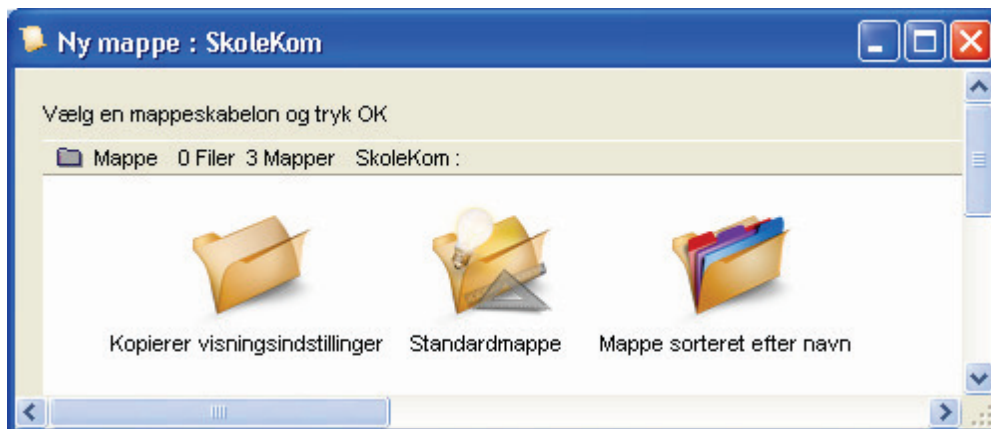 Ny mappe : SkoleKom
Vælg en mappeskabelon og tryk OK
Mappe 0 Filer 3 Mapper SkoleKom :
Kopierer visningsindstillinger Standardmappe Mappe sorteret efter navn